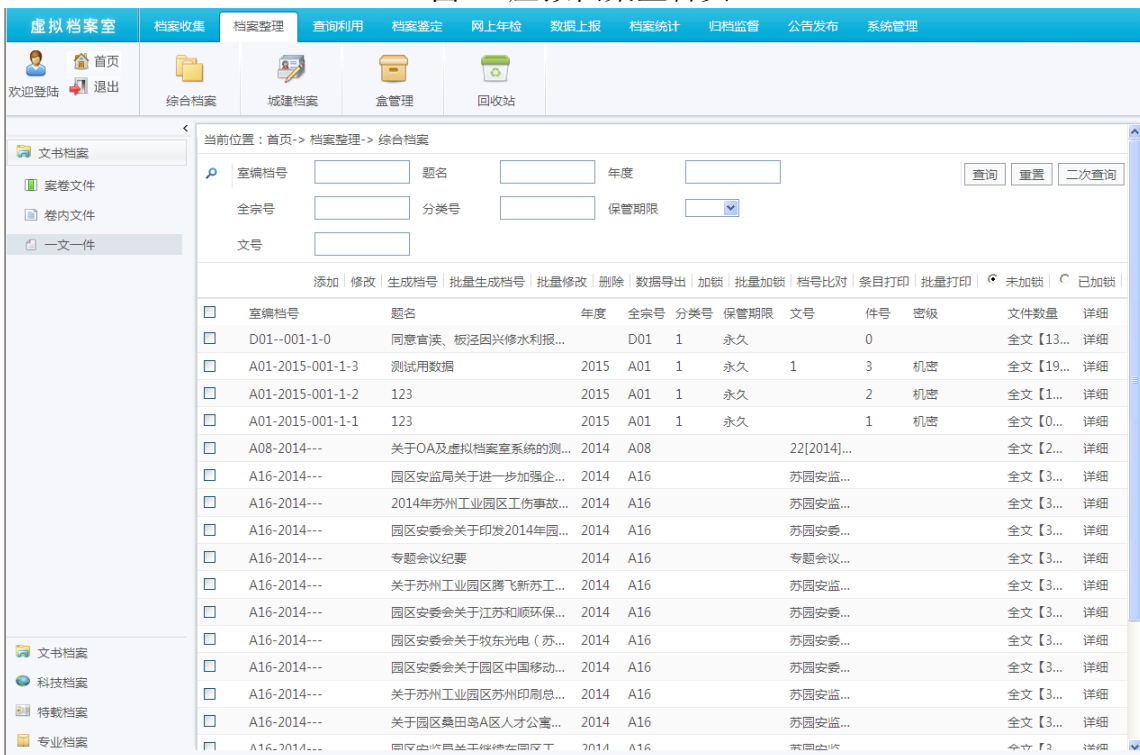 虚拟档案室 档案收集 档案整理 查询利用 档案鉴定 网上年检 数据上报 档案统计 归档监督 公告发布 系统管理
欢迎登陆 首页 退出 综合档案 城建档案 盒管理 回收站
当前位置：首页-> 档案整理-> 综合档案
文书档案
案卷文件
卷内文件
一文一件
室编档号 题名 年度 查询 重置 二次查询
全宗号 分类号 保管期限
文号
添加 修改 生成档号 批量生成档号 批量修改 删除 数据导出 加锁 批量加锁 档号比对 条目打印 批量打印 未加锁 已加锁
室编档号 题名 年度 全宗号 分类号 保管期限 文号 件号 密级 文件数量 详细
D01--001-1-0 同意官渎、板泾因兴修水利报... D01 1 永久 0 全文【13... 详细
A01-2015-001-1-3 测试用数据 2015 A01 1 永久 1 3 机密 全文【19... 详细
A01-2015-001-1-2 123 2015 A01 1 永久 2 机密 全文【1... 详细
A01-2015-001-1-1 123 2015 A01 1 永久 1 机密 全文【0... 详细
A08-2014--- 关于OA及虚拟档案室系统的测... 2014 A08 22[2014]... 全文【2... 详细
A16-2014--- 园区安监局关于进一步加强企... 2014 A16 苏园安监... 全文【3... 详细
A16-2014--- 2014年苏州工业园区工伤事故... 2014 A16 苏园安监... 全文【3... 详细
A16-2014--- 园区安委会关于印发2014年园... 2014 A16 苏园安委... 全文【3... 详细
A16-2014--- 专题会议纪要 2014 A16 专题会议... 全文【3... 详细
A16-2014--- 关于苏州工业园区腾飞新苏工... 2014 A16 苏园安监... 全文【3... 详细
A16-2014--- 园区安委会关于江苏和顺环保... 2014 A16 苏园安委... 全文【3... 详细
A16-2014--- 园区安委会关于牧东光电（苏... 2014 A16 苏园安委... 全文【3... 详细
A16-2014--- 园区安委会关于园区中国移动... 2014 A16 苏园安委... 全文【3... 详细
A16-2014--- 关于苏州工业园区苏州印刷总... 2014 A16 苏园安监... 全文【3... 详细
A16-2014--- 关于园区桑田岛A区人才公寓... 2014 A16 苏园安监... 全文【3... 详细
文书档案
科技档案
特载档案
专业档案